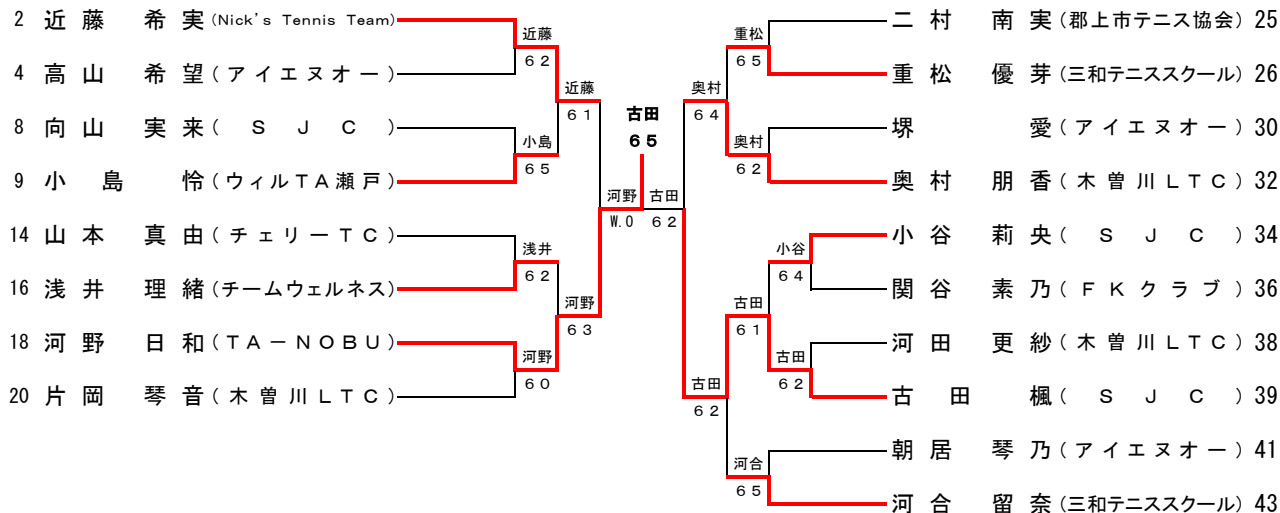 2 近藤 希実 (Nick's Tennis Team)
4 高山 希望 (アイエヌオー)
8 向山 実来 (SJC)
9 小島 怜 (ウィルTA瀬戸)
14 山本 真由 (チェリーTC)
16 浅井 理緒 (チームウェルネス)
18 河野 日和 (TA-NOBU)
20 片岡 琴音 (木曽川LTC)
近藤
62
小島
65
浅井
62
河野
60
近藤
61
河野
63
河野
W.O
古田
65
古田
62
奥村
64
古田
62
重松
65
奥村
62
古田
61
小谷
64
古田
62
河合
65
二村 南実 (郡上市テニス協会) 25
重松 優芽 (三和テニススクール) 26
堺 愛 (アイエヌオー) 30
奥村 朋香 (木曽川LTC) 32
小谷 莉央 (SJC) 34
関谷 素乃 (FKクラブ) 36
河田 更紗 (木曽川LTC) 38
古田 楓 (SJC) 39
朝居 琴乃 (アイエヌオー) 41
河合 留奈 (三和テニススクール) 43